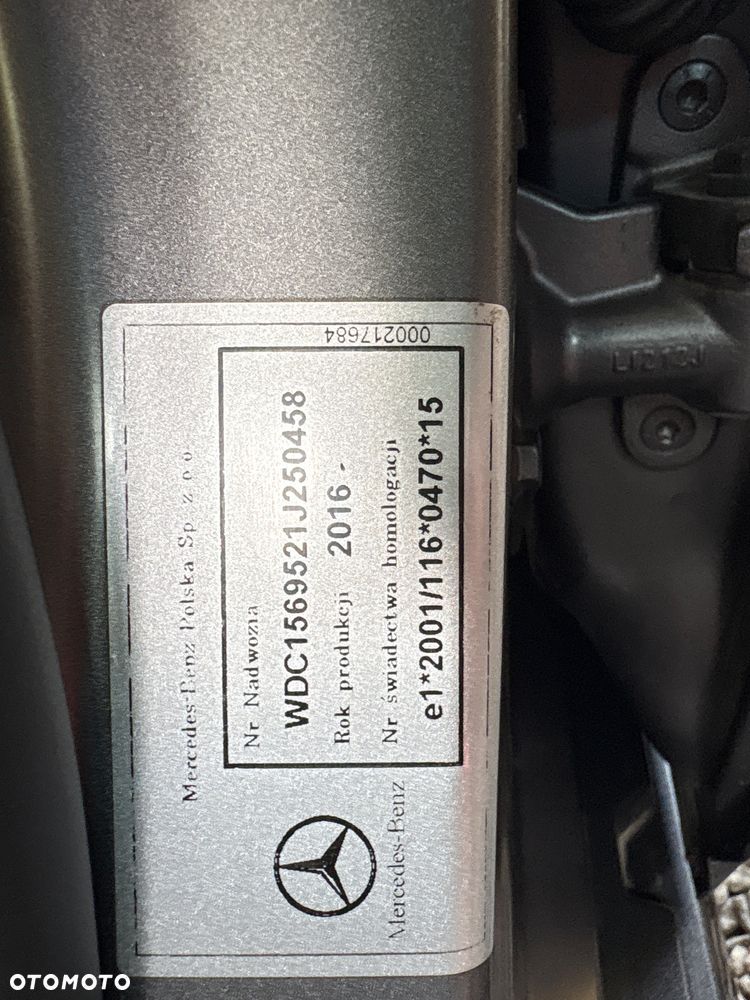 Mercedes-Benz Polska Sp. z o.o.
Nr Nadwozia
WDC1569521J250458
Rok produkcji 2016 -
Nr świadectwa homologacji
e1*2001/116*0470*15
000217684
Mercedes-Benz
OTOMOTO